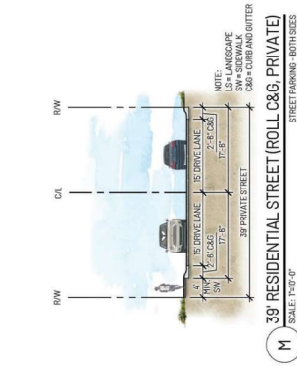 R/W
C/L
R/W
4'
MIN
SW
15' DRIVE LANE
15' DRIVE LANE
2'-6" C&G
2'-6" C&G
17'-6"
17'-6"
39' PRIVATE STREET
NOTE:
LS = LANDSCAPE
SW = SIDEWALK
C&G = CURB AND GUTTER
M
39' RESIDENTIAL STREET (ROLL C&G, PRIVATE)
SCALE: 1"=10'-0"
STREET PARKING - BOTH SIDES